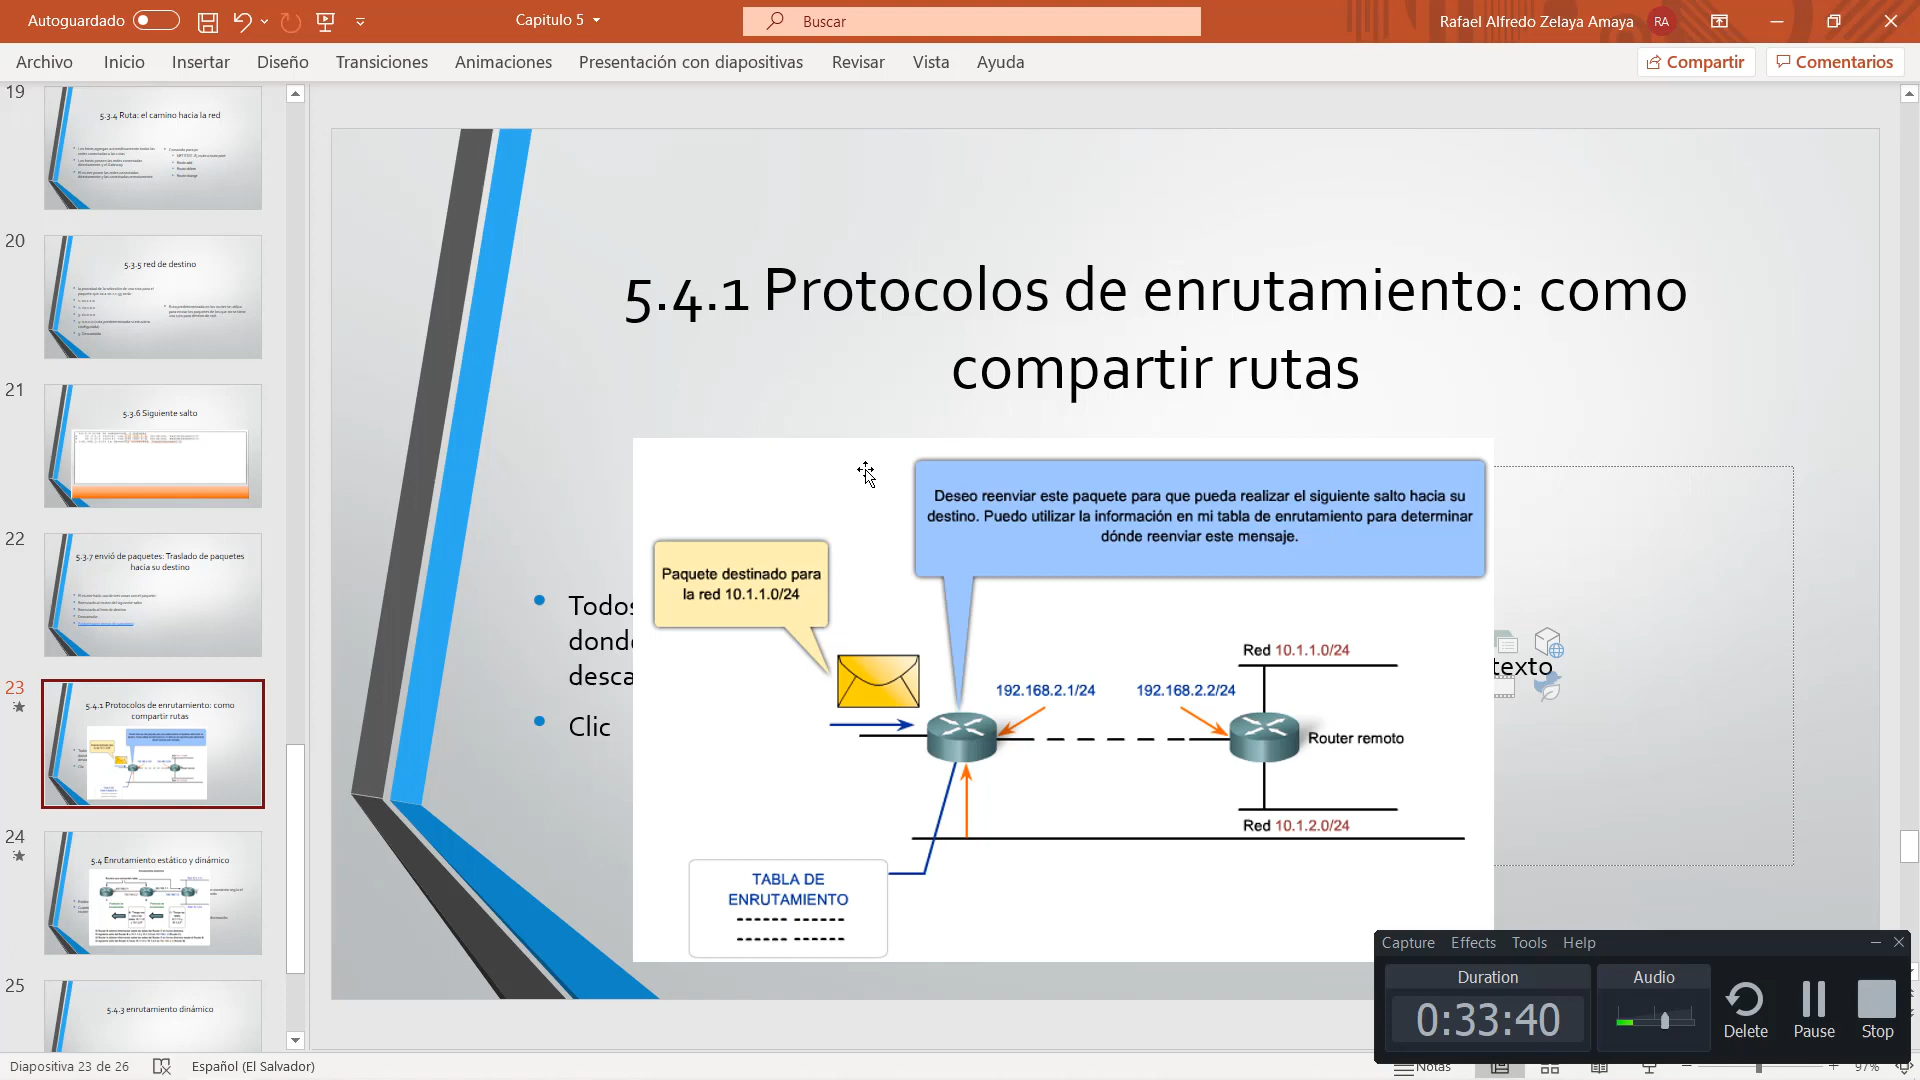 Autoguardado
Capitulo 5
Buscar
Rafael Alfredo Zelaya Amaya
RA
Archivo
Inicio
Insertar
Diseño
Transiciones
Animaciones
Presentación con diapositivas
Revisar
Vista
Ayuda
Compartir
Comentarios
19
5.3.4 Ruta: el camino hacia la red
20
5.3.5 red de destino
21
5.3.6 Siguiente salto
22
5.3.7 envió de paquetes: Traslado de paquetes
hacia su destino
23
5.4.1 Protocolos de enrutamiento: como
compartir rutas
24
5.4 Enrutamiento estático y dinámico
25
5.4.3 enrutamiento dinámico
5.4.1 Protocolos de enrutamiento: como
compartir rutas
Todos
donde
desca
Clic
texto
Deseo reenviar este paquete para que pueda realizar el siguiente salto hacia su
destino. Puedo utilizar la información en mi tabla de enrutamiento para determinar
dónde reenviar este mensaje.
Paquete destinado para
la red 10.1.1.0/24
Red 10.1.1.0/24
192.168.2.1/24
192.168.2.2/24
Router remoto
Red 10.1.2.0/24
TABLA DE
ENRUTAMIENTO
Capture
Effects
Tools
Help
Duration
Audio
0:33:40
Delete
Pause
Stop
Diapositiva 23 de 26
Español (El Salvador)
Notas
97%